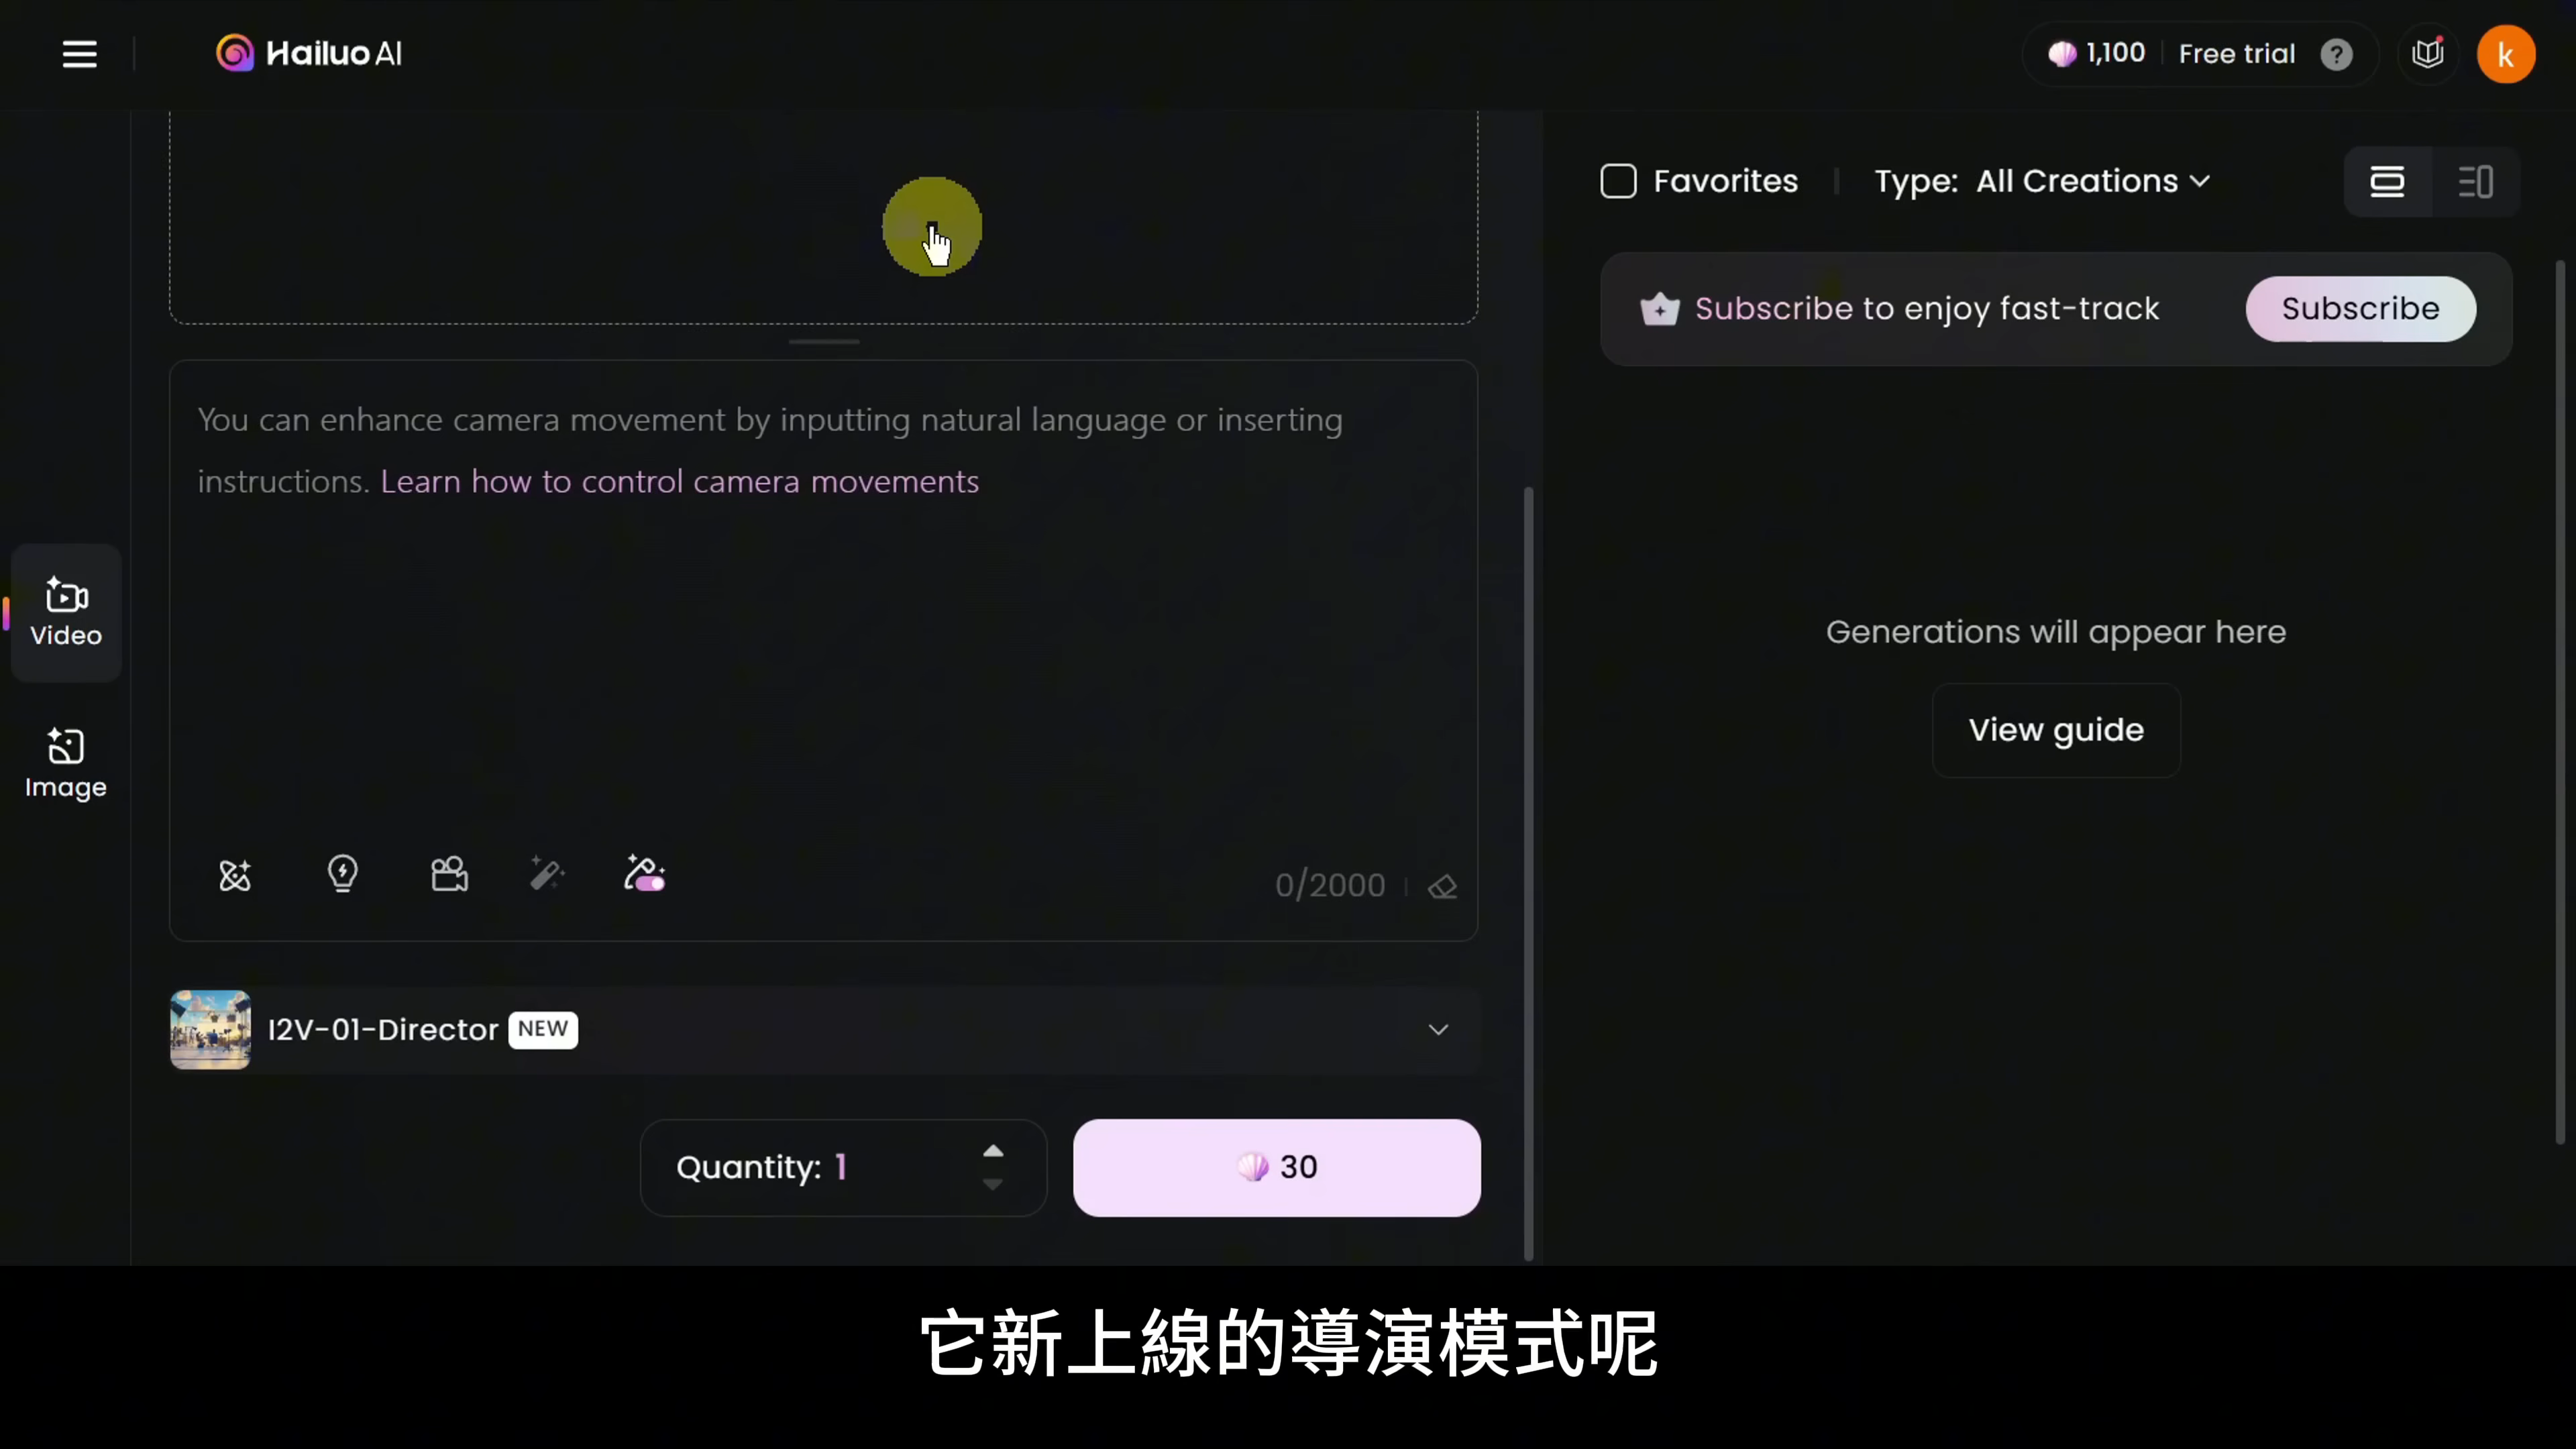 Hailuo AI
1,100
Free trial
?
k
Favorites
Type: All Creations
Subscribe to enjoy fast-track
Subscribe
You can enhance camera movement by inputting natural language or inserting
instructions. Learn how to control camera movements
Video
Image
Generations will appear here
View guide
0/2000
I2V-01-Director NEW
Quantity: 1
30
它新上線的導演模式呢